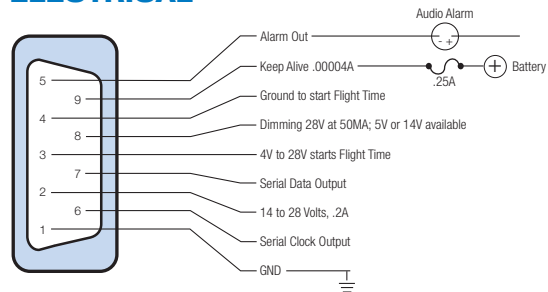 ELECTRICAL
Audio Alarm
Alarm Out
- +
Keep Alive .00004A
+ Battery
.25A
Ground to start Flight Time
Dimming 28V at 50MA; 5V or 14V available
4V to 28V starts Flight Time
Serial Data Output
14 to 28 Volts, .2A
Serial Clock Output
GND
5
9
4
8
3
7
2
6
1